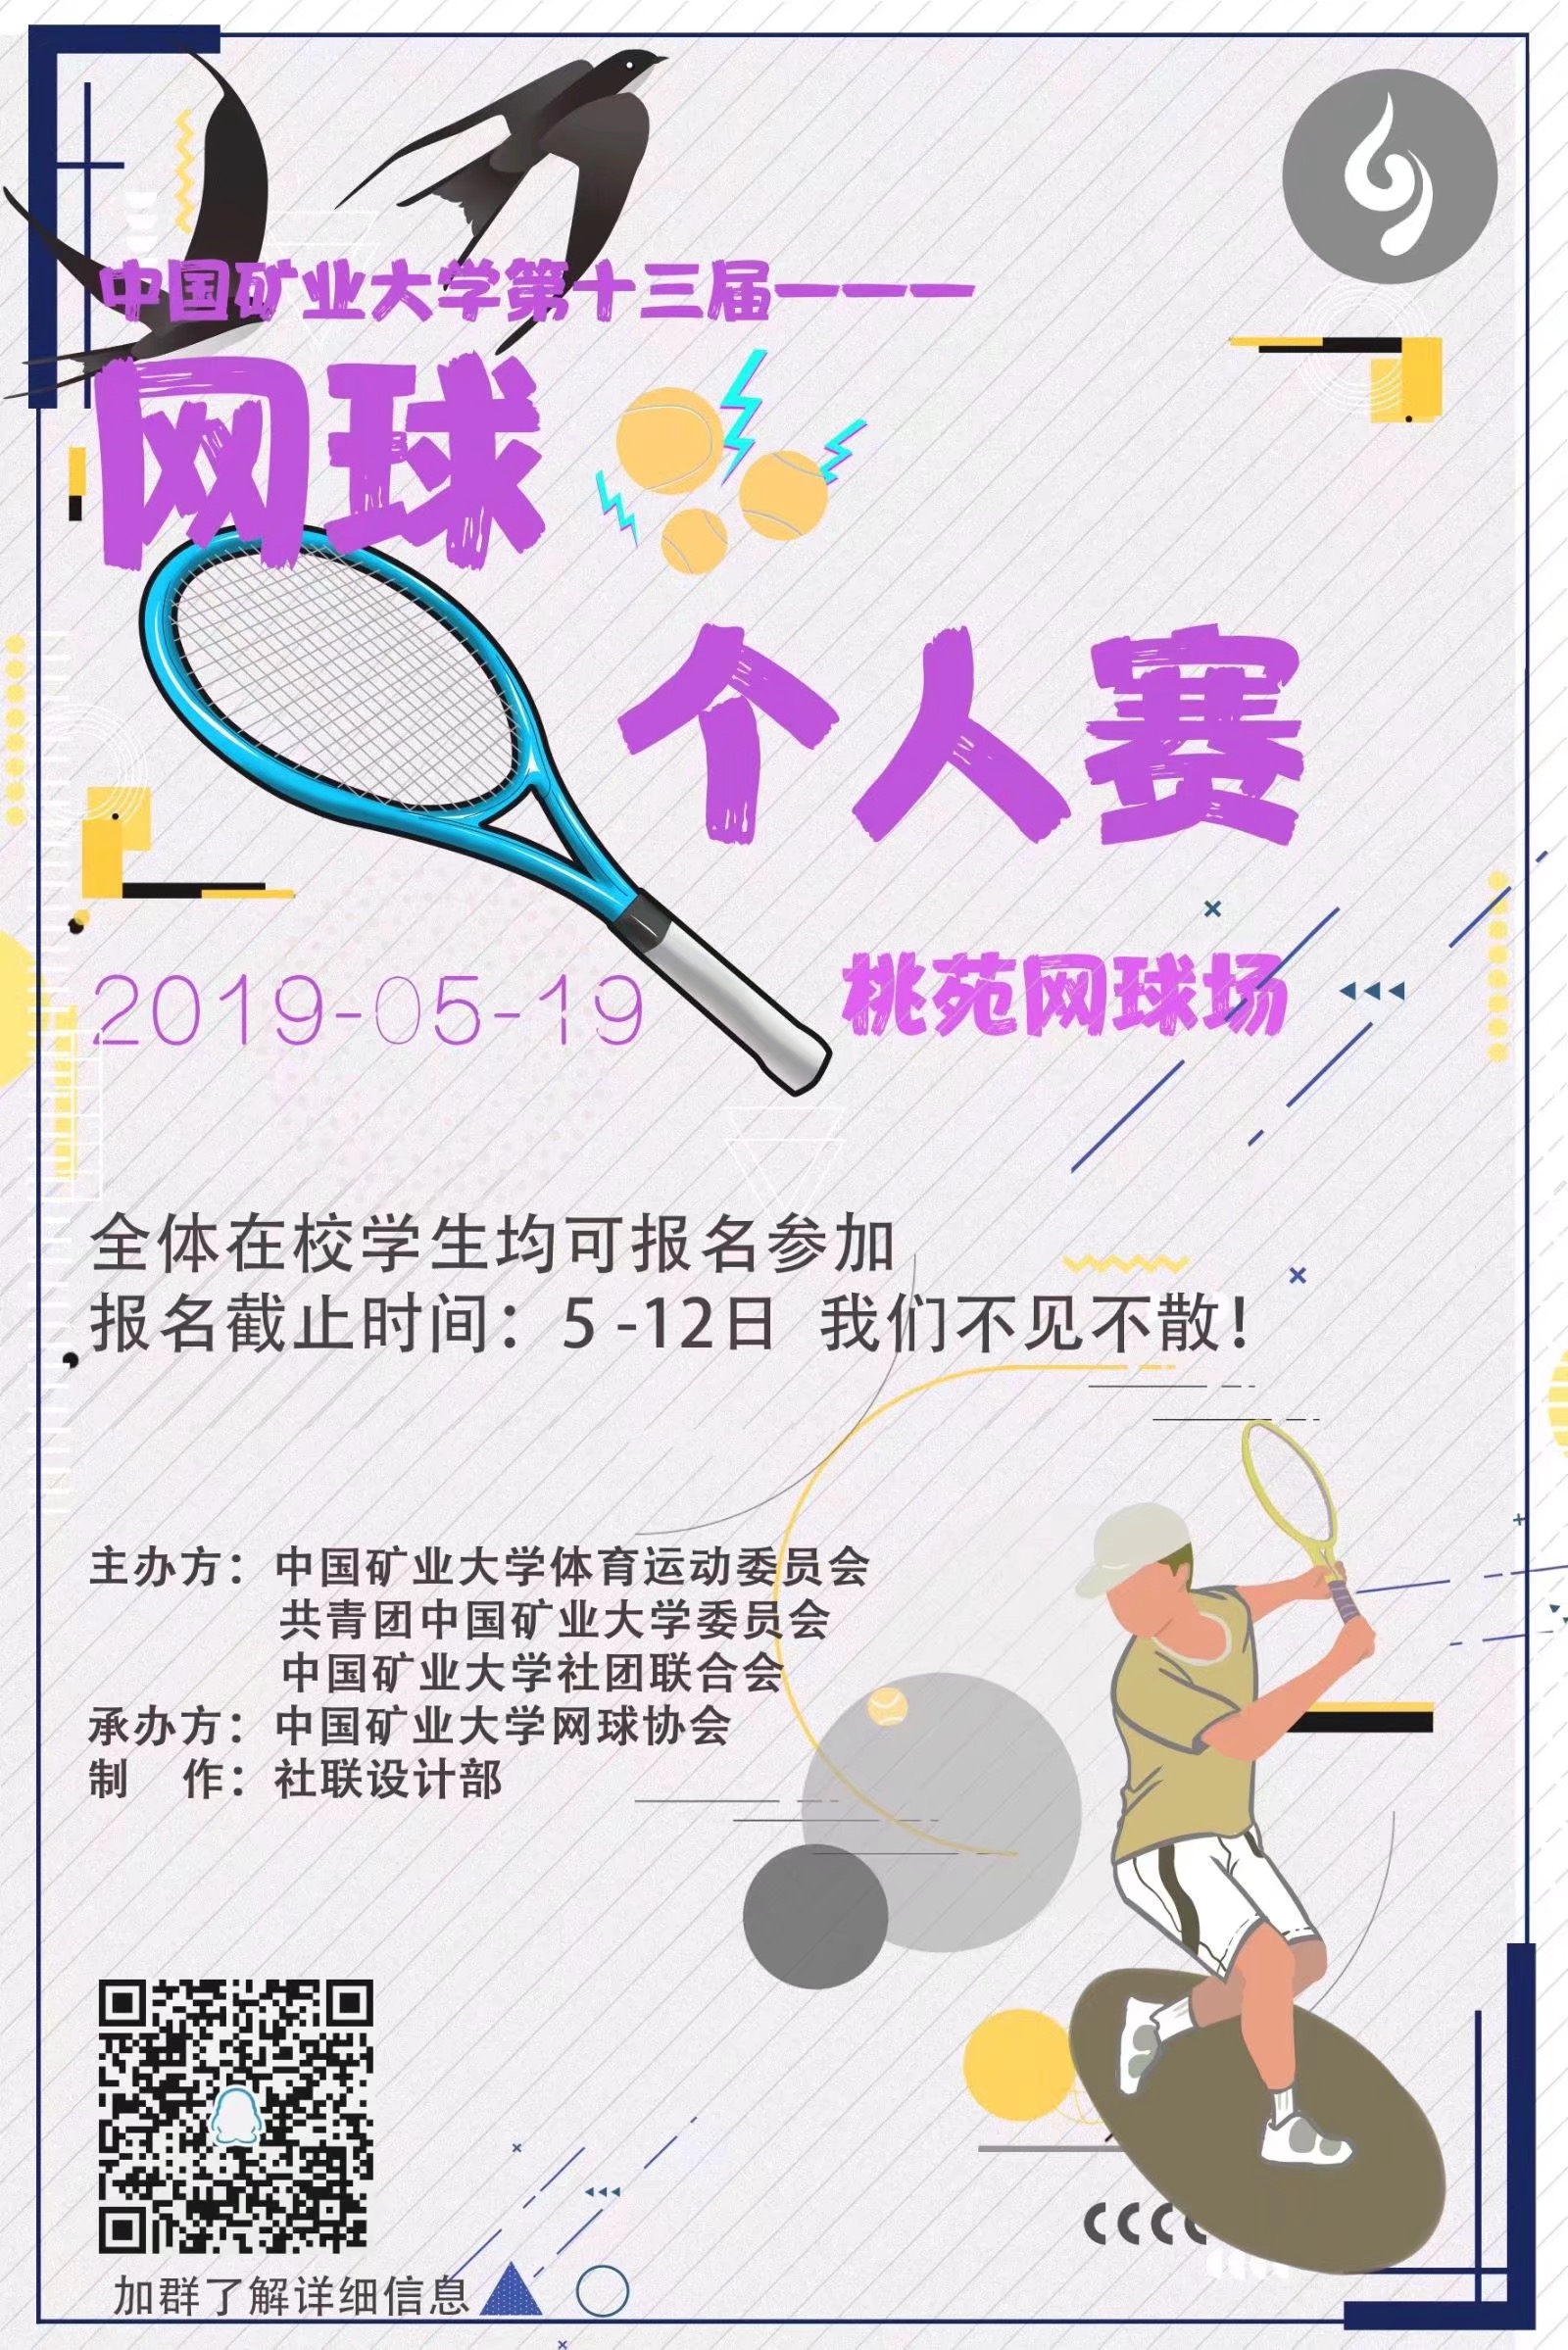 中国矿业大学第十三届———
网球
个人赛
2019-05-19
桃苑网球场
全体在校学生均可报名参加
报名截止时间：5 -12日 我们不见不散！
主办方：中国矿业大学体育运动委员会
共青团中国矿业大学委员会
中国矿业大学社团联合会
承办方：中国矿业大学网球协会
制 作：社联设计部
加群了解详细信息